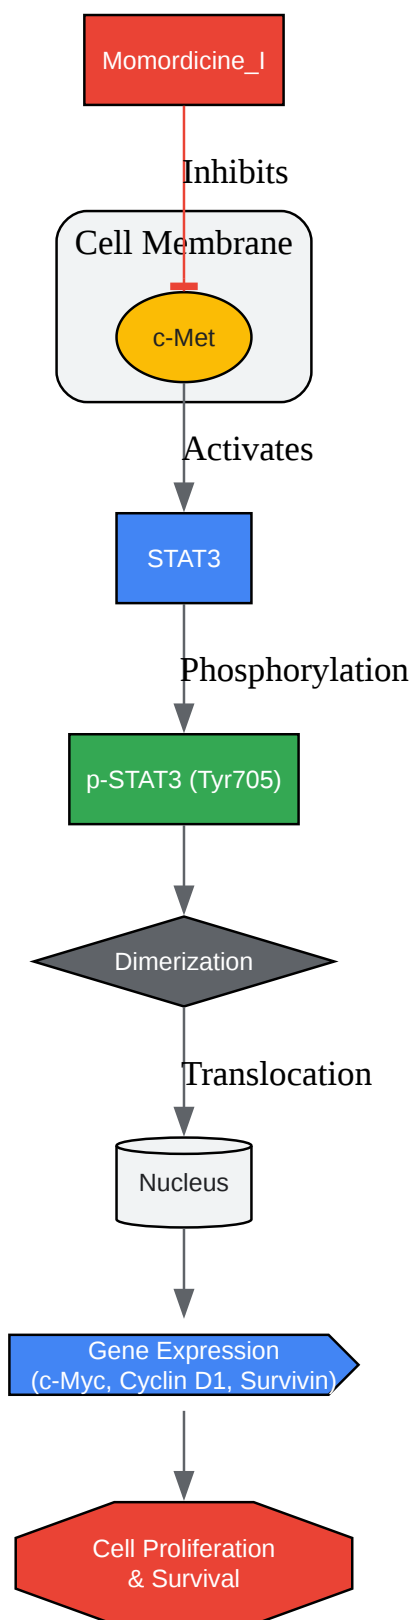 Momordicine_I
Inhibits
Cell Membrane
c-Met
Activates
STAT3
Phosphorylation
p-STAT3 (Tyr705)
Dimerization
Translocation
Nucleus
Gene Expression
(c-Myc, Cyclin D1, Survivin)
Cell Proliferation
& Survival